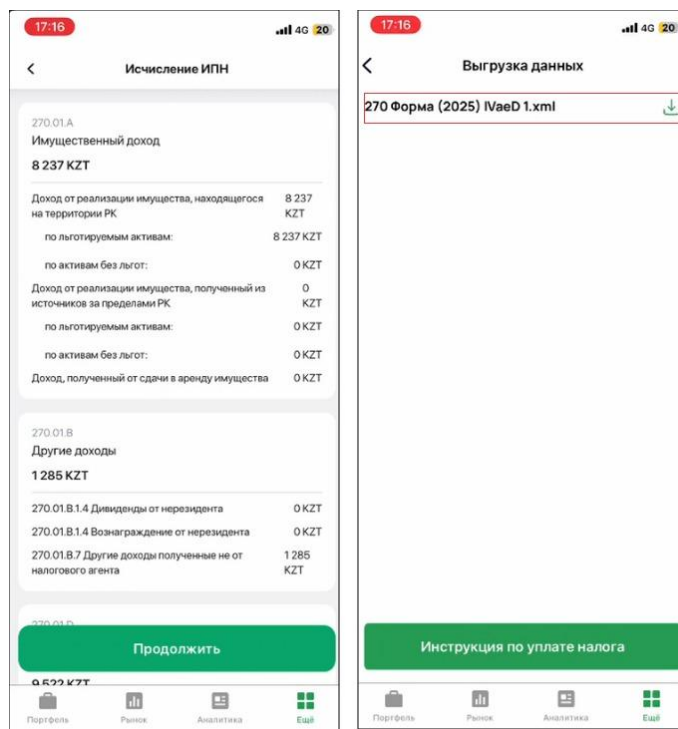 17:16
4G 20
Исчисление ИПН
270.01.A
Имущественный доход
8 237 KZT
Доход от реализации имущества, находящегося на территории РК
8 237 KZT
по льготируемым активам:
8 237 KZT
по активам без льгот:
0 KZT
Доход от реализации имущества, полученный из источников за пределами РК
0 KZT
по льготируемым активам:
0 KZT
по активам без льгот:
0 KZT
Доход, полученный от сдачи в аренду имущества
0 KZT
270.01.B
Другие доходы
1 285 KZT
270.01.B.1.4 Дивиденды от нерезидента
0 KZT
270.01.B.1.4 Вознаграждение от нерезидента
0 KZT
270.01.B.7 Другие доходы полученные не от налогового агента
1 285 KZT
270.01.D
Продолжить
9 522 KZT
Портфель
Рынок
Аналитика
Ещё
17:16
4G 20
Выгрузка данных
270 Форма (2025) IVaeD 1.xml
Инструкция по уплате налога
Портфель
Рынок
Аналитика
Ещё